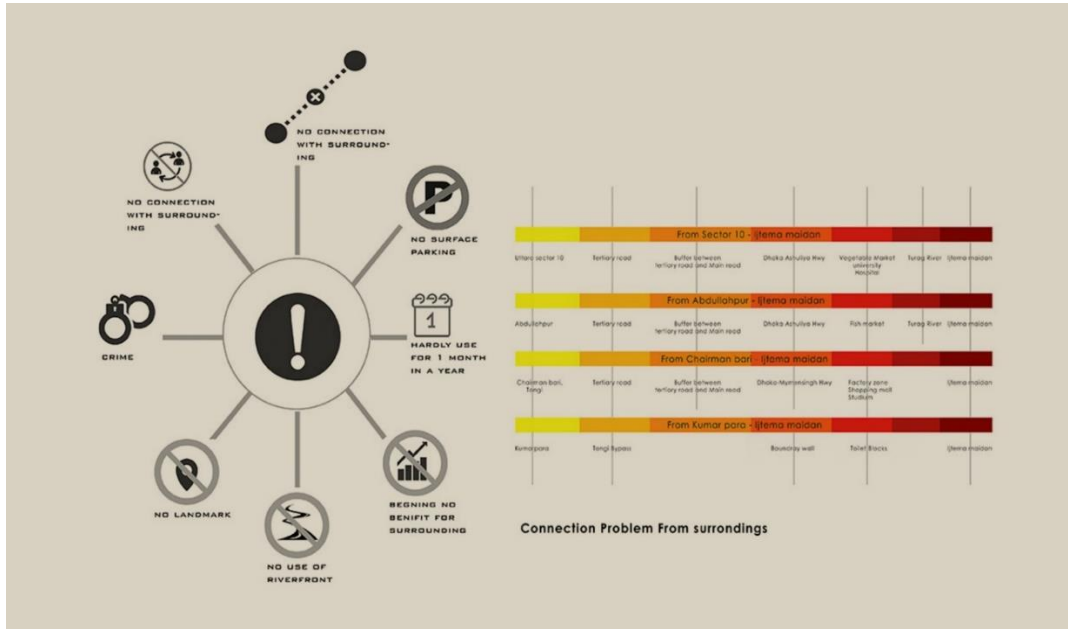 NO CONNECTION
WITH SURROUND-
ING
NO CONNECTION
WITH SURROUND-
ING
P
NO SURFACE
PARKING
1
HARDLY USE
FOR 1 MONTH
IN A YEAR
CRIME
BEGNING NO
BENIFIT FOR
SURROUNDING
NO LANDMARK
NO USE OF
RIVERFRONT
From Sector 10 - Ijtema maidan
Uttara sector 10
Tertiary road
Buffer between
tertiary road and Main road
Dhaka Ashulia Hwy
Vegetable Market
university
Hospital
Turag River
Ijtema maidan
From Abdullahpur - Ijtema maidan
Abdullahpur
Tertiary road
Buffer between
tertiary road and Main road
Dhaka Ashulia Hwy
Fish market
Turag River
Ijtema maidan
From Chairmon bari - Ijtema maidan
Chairmon bari,
Tongi
Tertiary road
Buffer between
tertiary road and Main road
Dhaka-Mymensingh Hwy
Factory zone
Shopping mall
Studium
Ijtema maidan
From Kumar para - Ijtema maidan
Kumarpara
Tongi Bypass
Boundray wall
Toilet Blocks
Ijtema maidan
Connection Problem From surrondings